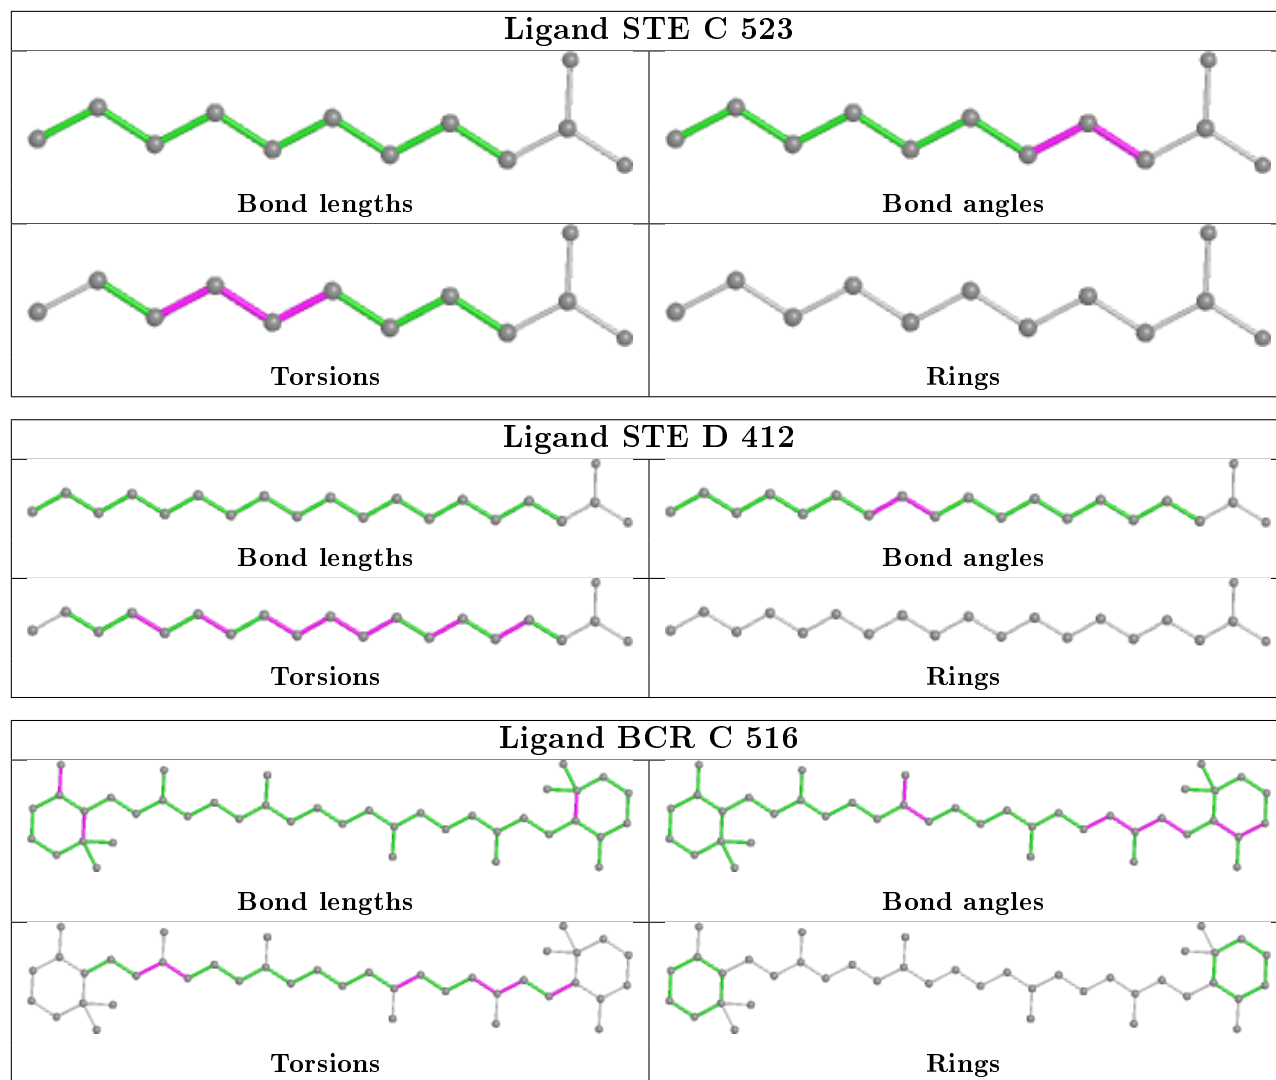 Ligand STE C 523
Bond lengths
Bond angles
Torsions
Rings
Ligand STE D 412
Bond lengths
Bond angles
Torsions
Rings
Ligand BCR C 516
Bond lengths
Bond angles
Torsions
Rings